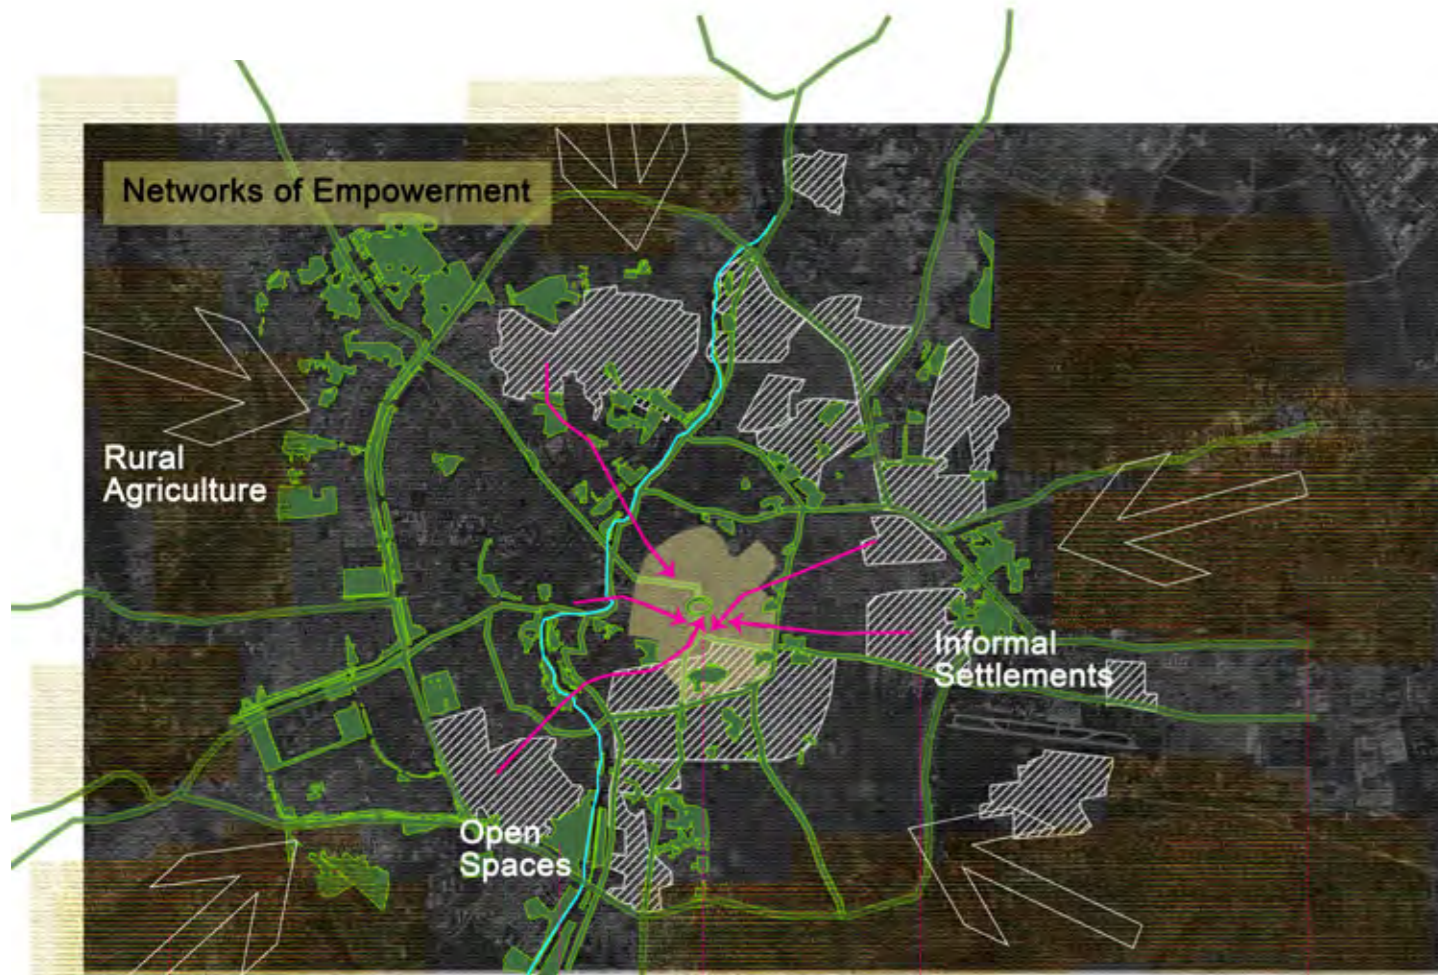 Networks of Empowerment
Rural
Agriculture
Informal
Settlements
Open
Spaces